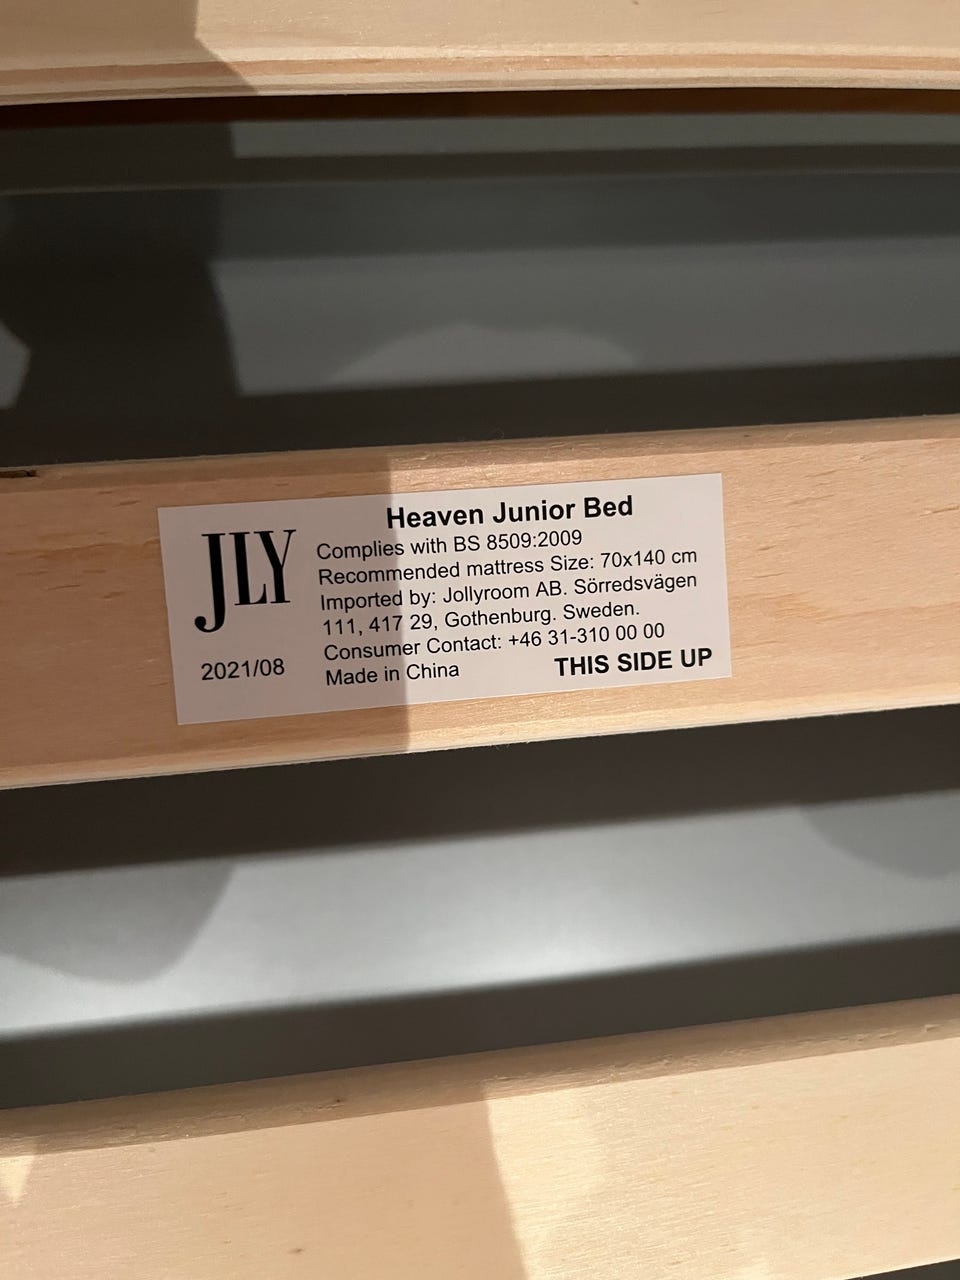 JLY
2021/08
Heaven Junior Bed
Complies with BS 8509:2009
Recommended mattress Size: 70x140 cm
Imported by: Jollyroom AB. Sörredsvägen
111, 417 29, Gothenburg. Sweden.
Consumer Contact: +46 31-310 00 00
Made in China
THIS SIDE UP